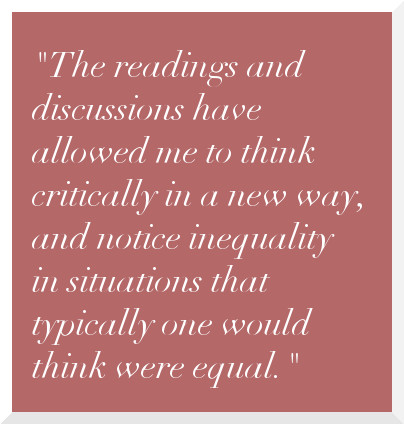 "The readings and
discussions have
allowed me to think
critically in a new way,
and notice inequality
in situations that
typically one would
think were equal. "